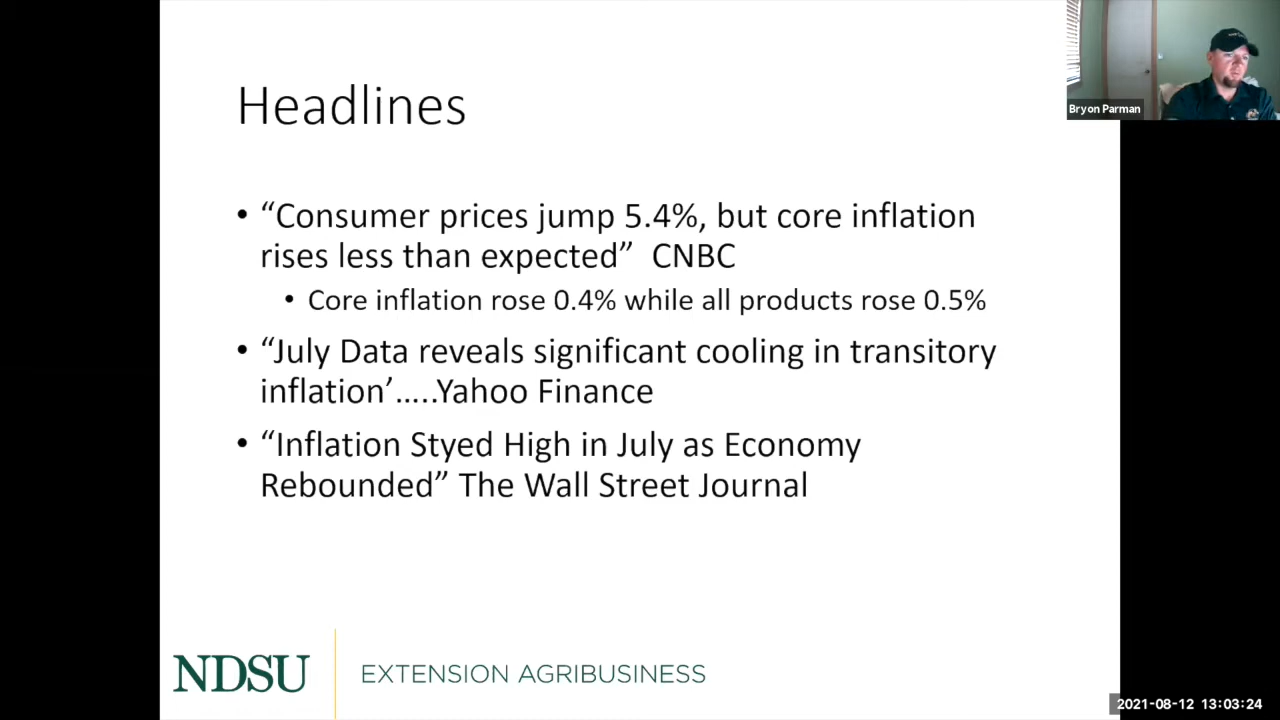 Headlines
Bryon Parman
• “Consumer prices jump 5.4%, but core inflation
rises less than expected”  CNBC
• Core inflation rose 0.4% while all products rose 0.5%
• “July Data reveals significant cooling in transitory
inflation’…..Yahoo Finance
• “Inflation Styed High in July as Economy
Rebounded” The Wall Street Journal
NDSU
EXTENSION AGRIBUSINESS
2021-08-12 13:03:24